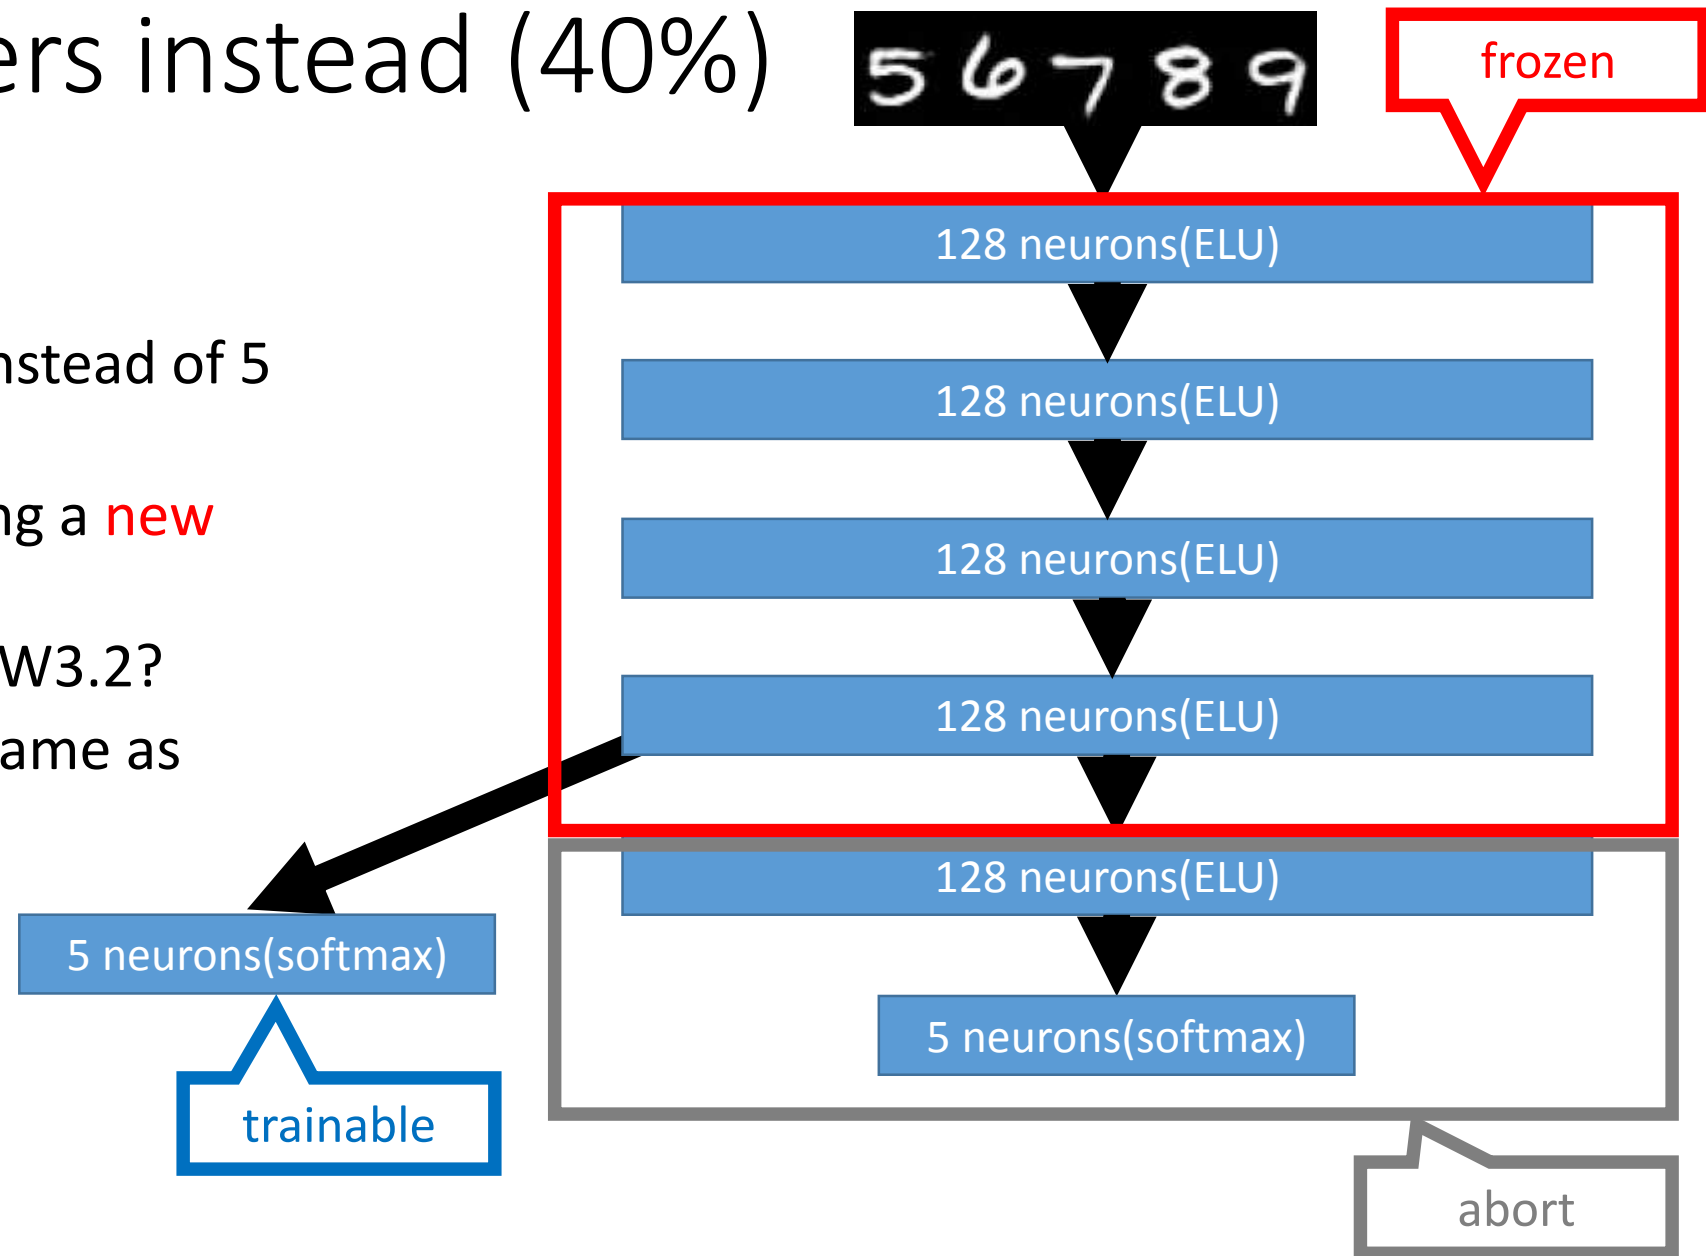 ers instead (40%)
5 6 7 8 9
frozen
128 neurons(ELU)
128 neurons(ELU)
nstead of 5
ng a new
128 neurons(ELU)
W3.2?
ame as
128 neurons(ELU)
128 neurons(ELU)
5 neurons(softmax)
5 neurons(softmax)
trainable
abort